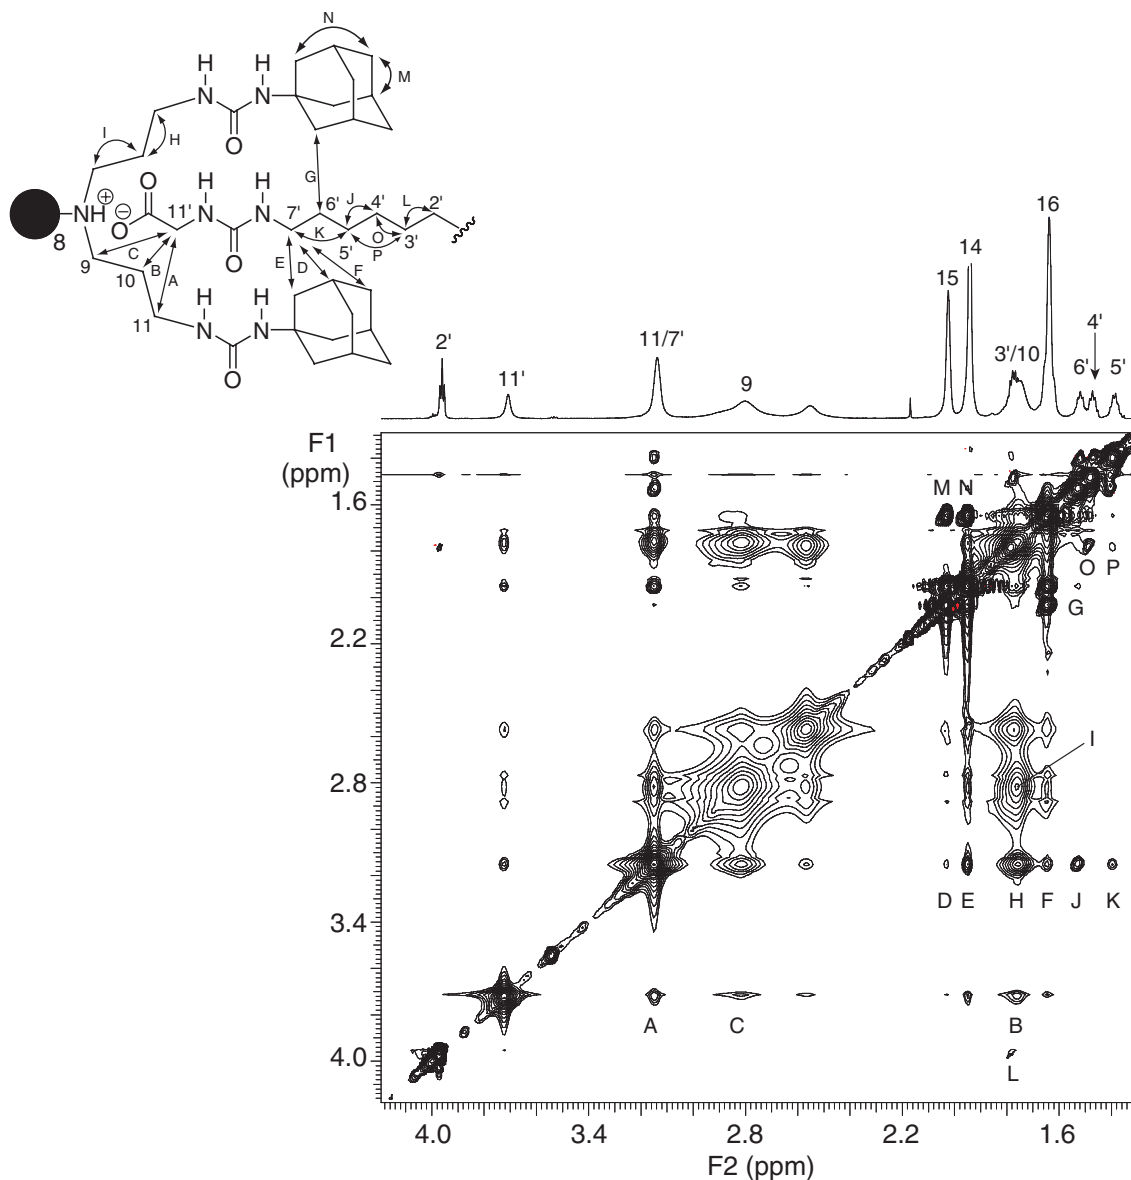 N
H H
N N M
I H
O
G
O H H 6' J 4' L 2'
11' N N 7'
NH ⊕ ⊖ O
8 O K 5' O P 3'
9 C B A E D F
10
11 H H
N N
O
16
14
15
4'
2' 11/7' 3'/10 6' 5'
11' 9
F1
(ppm)
M N
1.6
O P
G
2.2
I
2.8
D E H F J K
3.4
A C B
4.0 L
4.0 3.4 2.8 2.2 1.6
F2 (ppm)